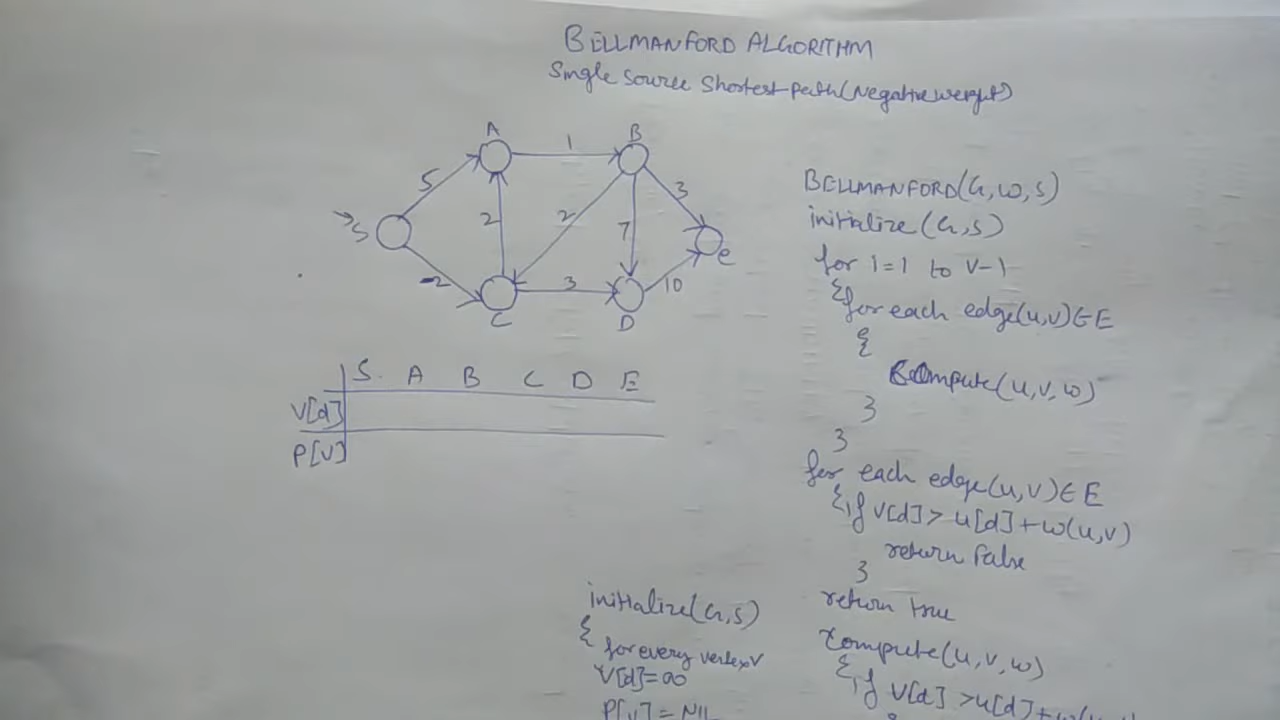 BELLMANFORD ALGORITHM
Single Source Shortest Path (Negative weight)
A
1
B
5
3
S
2
2
7
e
-2
3
10
C
D
S. A B C D E
V[d]
P[v]
BELLMANFORD(G, w, s)
initialize (G, s)
for i=1 to v-1
{for each edge(u,v)∈E
{
Compute(u,v,w)
}
}
for each edge(u,v)∈E
{if v[d] > u[d]+w(u,v)
return False
}
return true
Compute(u,v,w)
{if v[d] >u[d]+w(u,v)
initialize(G,s)
{ for every vertex v
V[d]=∞
P[v] = NIL